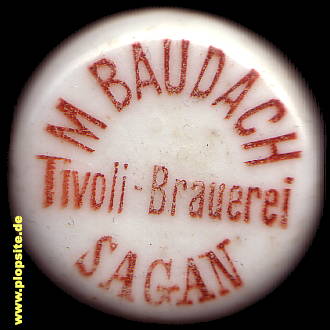 M BAUDACH
Tivoli-Brauerei
SAGAN
© www.plopsite.de